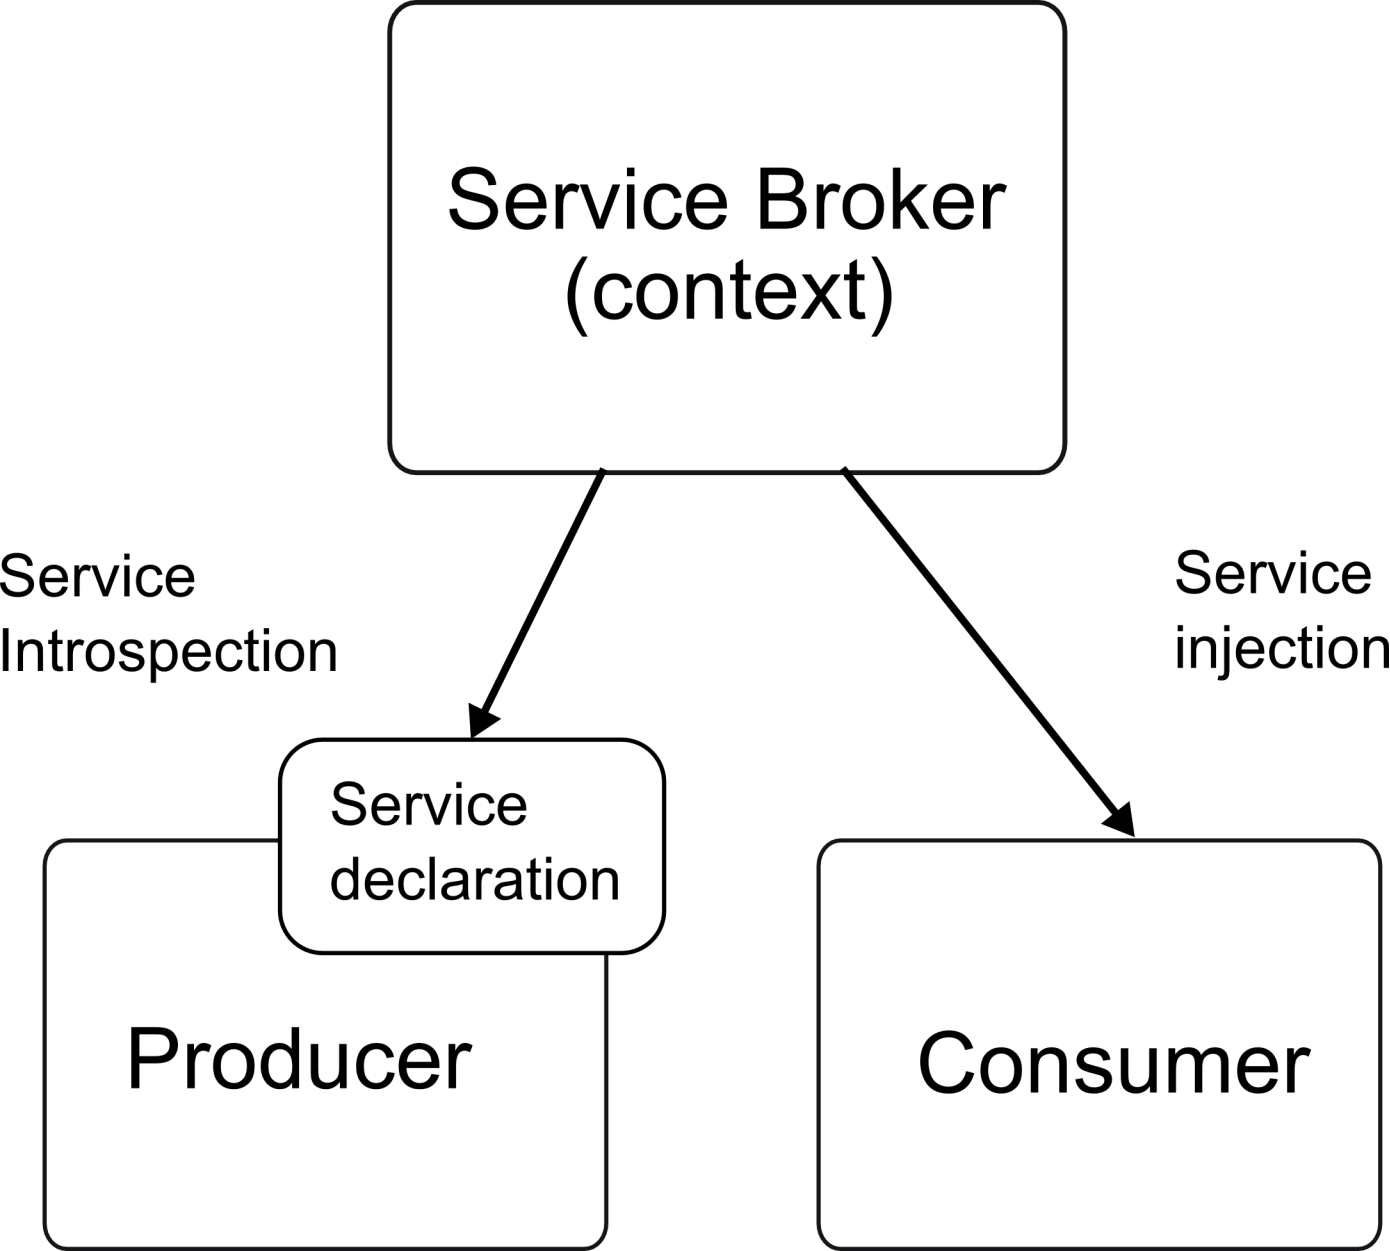 Service Broker
(context)
Service
Introspection
Service
injection
Service
declaration
Producer
Consumer